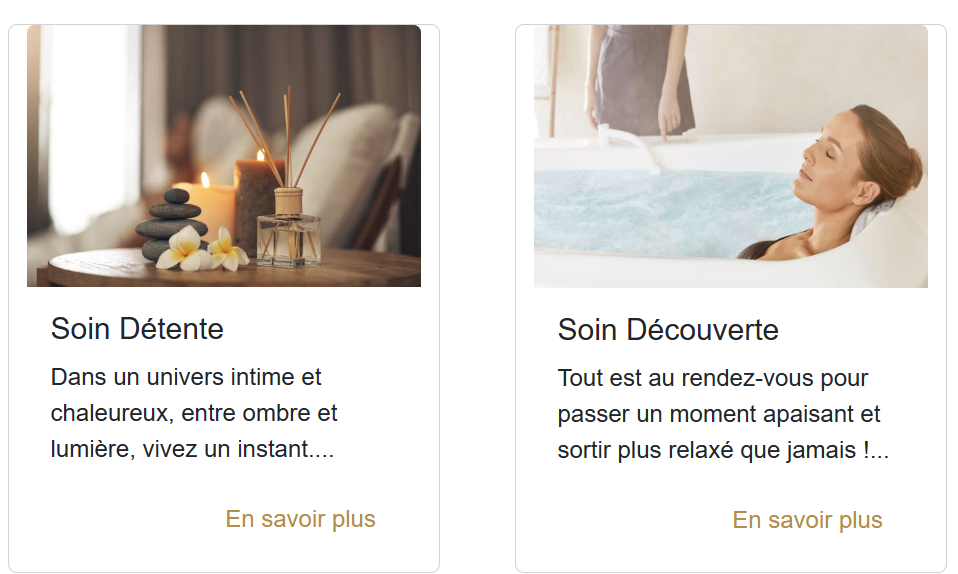 Soin Détente
Dans un univers intime et
chaleureux, entre ombre et
lumière, vivez un instant....
En savoir plus
Soin Découverte
Tout est au rendez-vous pour
passer un moment apaisant et
sortir plus relaxé que jamais !...
En savoir plus